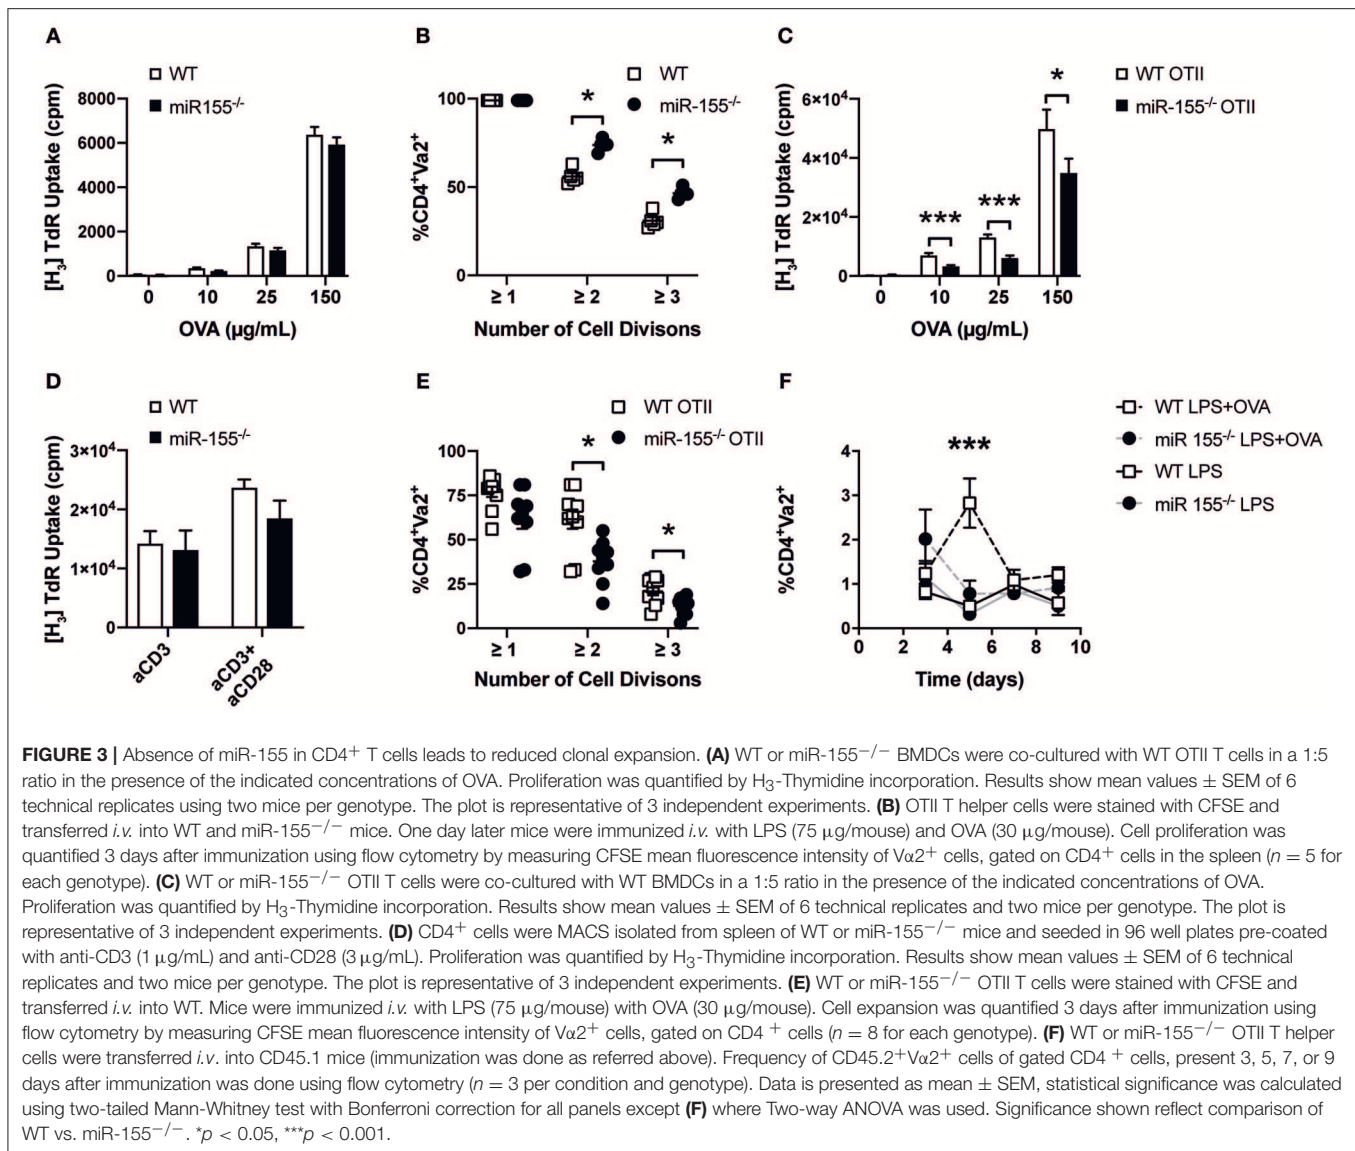 A
WT
miR155-/-
[H3] TdR Uptake (cpm)
8000
6000
4000
2000
0
0 10 25 150
OVA (µg/mL)
B
WT
miR-155-/-
%CD4+Va2+
100
50
0
* *
≥ 1 ≥ 2 ≥ 3
Number of Cell Divisons
C
WT OTII
miR-155-/- OTII
[H3] TdR Uptake (cpm)
6×10⁴
4×10⁴
2×10⁴
0
*** *** *
0 10 25 150
OVA (µg/mL)
D
WT
miR-155-/-
[H3] TdR Uptake (cpm)
3×10⁴
2×10⁴
1×10⁴
0
aCD3
aCD3+
aCD28
E
WT OTII
miR-155-/- OTII
%CD4+Va2+
100
75
50
25
0
* *
≥ 1 ≥ 2 ≥ 3
Number of Cell Divisons
F
WT LPS+OVA
miR 155-/- LPS+OVA
WT LPS
miR 155-/- LPS
%CD4+Va2+
4
3
2
1
0
***
0 2 4 6 8 10
Time (days)
FIGURE 3 | Absence of miR-155 in CD4+ T cells leads to reduced clonal expansion. (A) WT or miR-155−/− BMDCs were co-cultured with WT OTII T cells in a 1:5
ratio in the presence of the indicated concentrations of OVA. Proliferation was quantified by H3-Thymidine incorporation. Results show mean values ± SEM of 6
technical replicates using two mice per genotype. The plot is representative of 3 independent experiments. (B) OTII T helper cells were stained with CFSE and
transferred i.v. into WT and miR-155−/− mice. One day later mice were immunized i.v. with LPS (75 µg/mouse) and OVA (30 µg/mouse). Cell proliferation was
quantified 3 days after immunization using flow cytometry by measuring CFSE mean fluorescence intensity of Vα2+ cells, gated on CD4+ cells in the spleen (n = 5 for
each genotype). (C) WT or miR-155−/− OTII T cells were co-cultured with WT BMDCs in a 1:5 ratio in the presence of the indicated concentrations of OVA.
Proliferation was quantified by H3-Thymidine incorporation. Results show mean values ± SEM of 6 technical replicates and two mice per genotype. The plot is
representative of 3 independent experiments. (D) CD4+ cells were MACS isolated from spleen of WT or miR-155−/− mice and seeded in 96 well plates pre-coated
with anti-CD3 (1 µg/mL) and anti-CD28 (3 µg/mL). Proliferation was quantified by H3-Thymidine incorporation. Results show mean values ± SEM of 6 technical
replicates and two mice per genotype. The plot is representative of 3 independent experiments. (E) WT or miR-155−/− OTII T cells were stained with CFSE and
transferred i.v. into WT. Mice were immunized i.v. with LPS (75 µg/mouse) with OVA (30 µg/mouse). Cell expansion was quantified 3 days after immunization using
flow cytometry by measuring CFSE mean fluorescence intensity of Vα2+ cells, gated on CD4 + cells (n = 8 for each genotype). (F) WT or miR-155−/− OTII T helper
cells were transferred i.v. into CD45.1 mice (immunization was done as referred above). Frequency of CD45.2+Vα2+ cells of gated CD4 + cells, present 3, 5, 7, or 9
days after immunization was done using flow cytometry (n = 3 per condition and genotype). Data is presented as mean ± SEM, statistical significance was calculated
using two-tailed Mann-Whitney test with Bonferroni correction for all panels except (F) where Two-way ANOVA was used. Significance shown reflect comparison of
WT vs. miR-155−/−. *p < 0.05, ***p < 0.001.